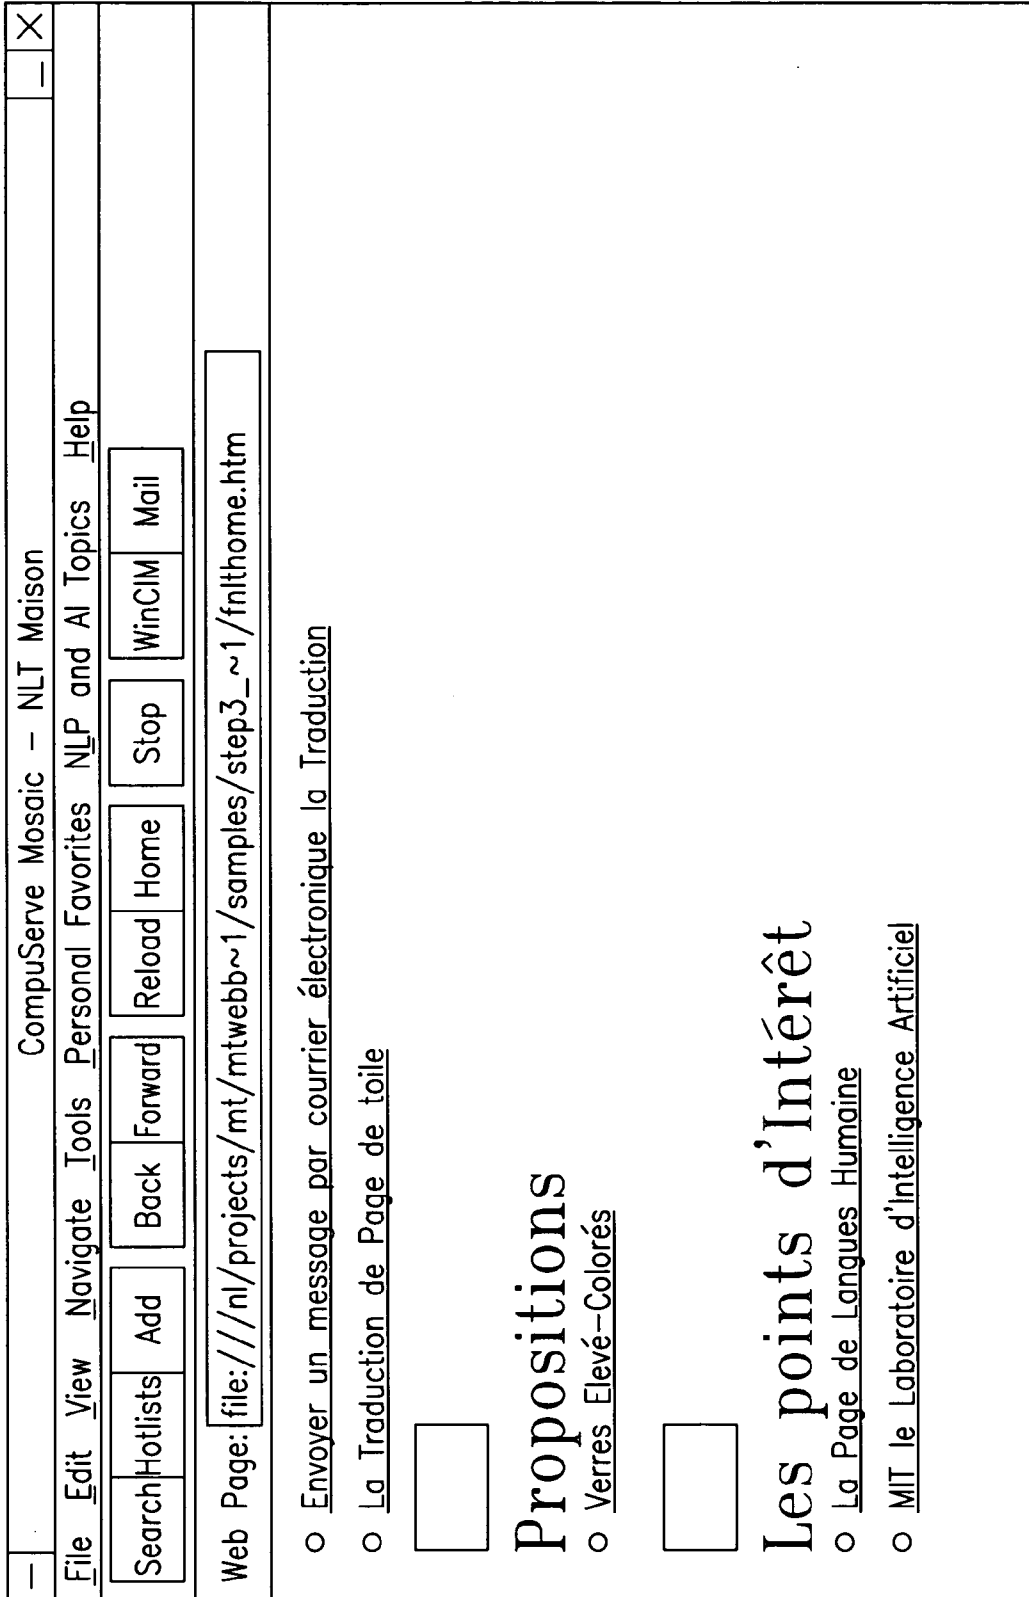 CompuServe Mosaic – NLT Maison
File Edit View Navigate Tools Personal Favorites NLP and AI Topics Help
Search Hotlists Add Back Forward Reload Home Stop WinCIM Mail
Web Page: file:///nl/projects/mt/mtwebb~1/samples/step3_~1/fnlthome.htm
Envoyer un message par courrier électronique la Traduction
La Traduction de Page de toile
Propositions
Verres Elevé-Colorés
Les points d'Intérêt
La Page de Langues Humaine
MIT le Laboratoire d'Intelligence Artificiel